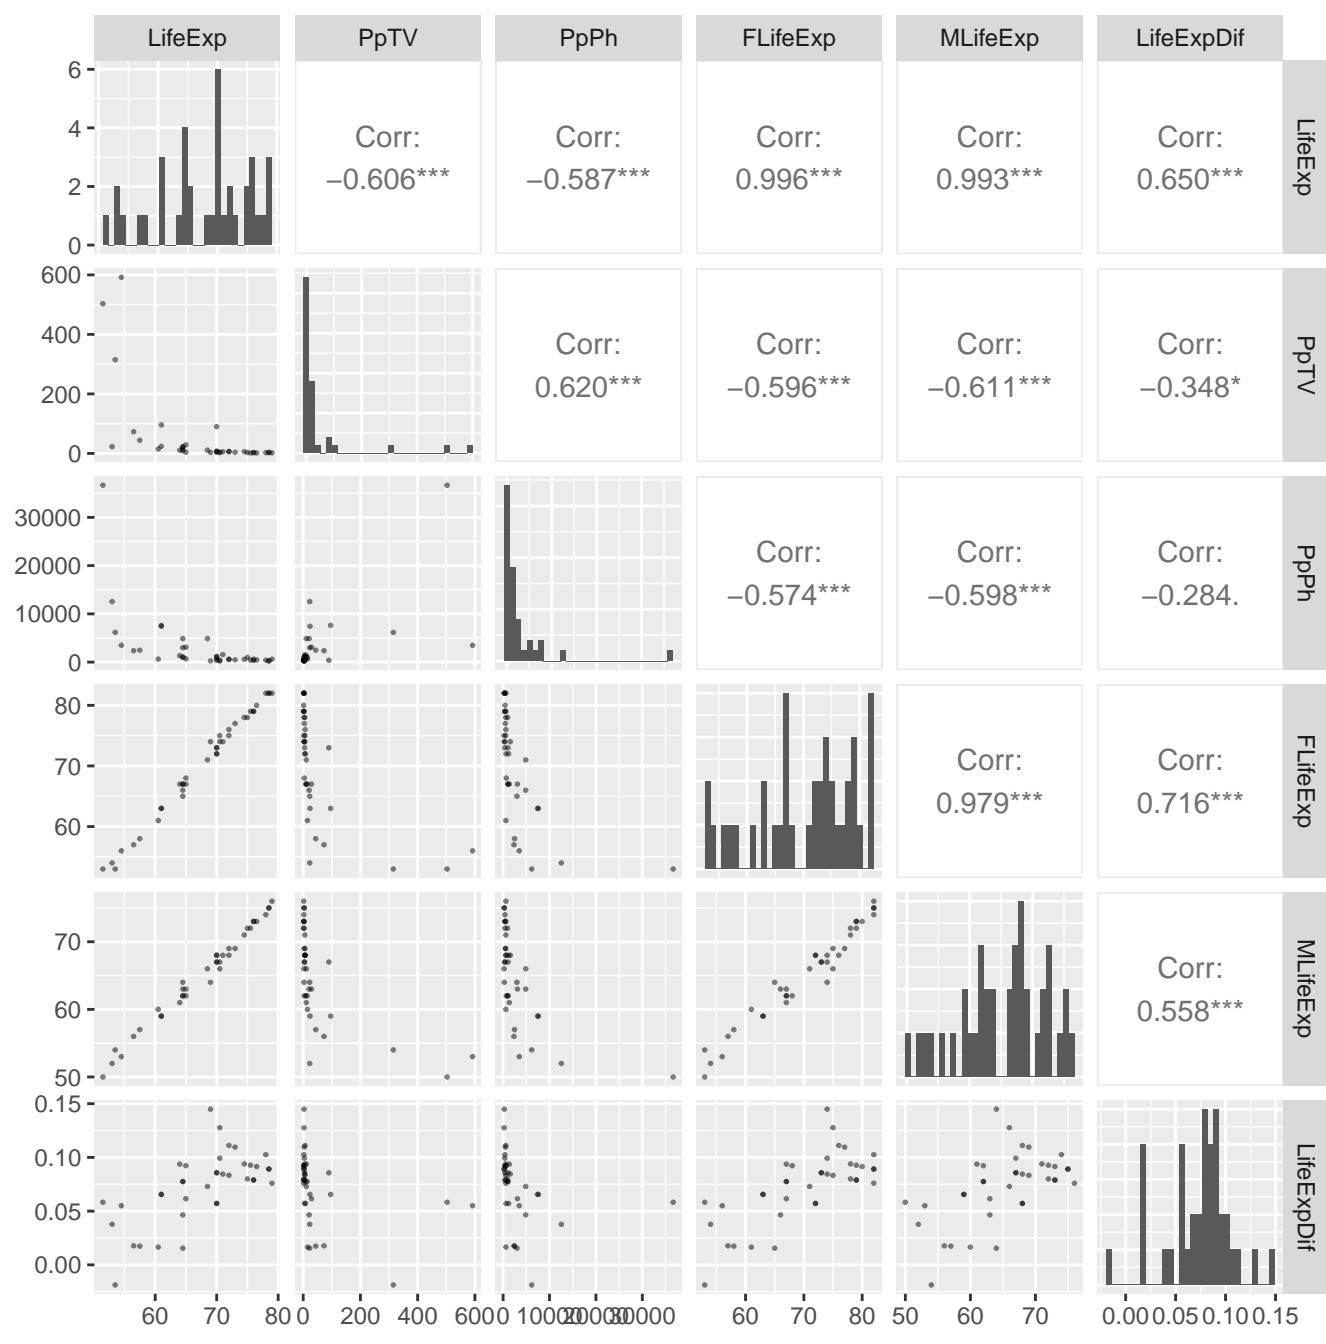 LifeExp PpTV PpPh FLifeExp MLifeExp LifeExpDif
6
4
2
0
Corr:
−0.606***
Corr:
−0.587***
Corr:
0.996***
Corr:
0.993***
Corr:
0.650***
LifeExp
600
400
200
0
Corr:
0.620***
Corr:
−0.596***
Corr:
−0.611***
Corr:
−0.348*
PpTV
30000
20000
10000
0
Corr:
−0.574***
Corr:
−0.598***
Corr:
−0.284.
PpPh
80
70
60
Corr:
0.979***
Corr:
0.716***
FLifeExp
70
60
50
Corr:
0.558***
MLifeExp
0.15
0.10
0.05
0.00
LifeExpDif
60 70 80 0 200 400 600 0 10000 20000 30000 60 70 80 50 60 70 0.00 0.05 0.10 0.15